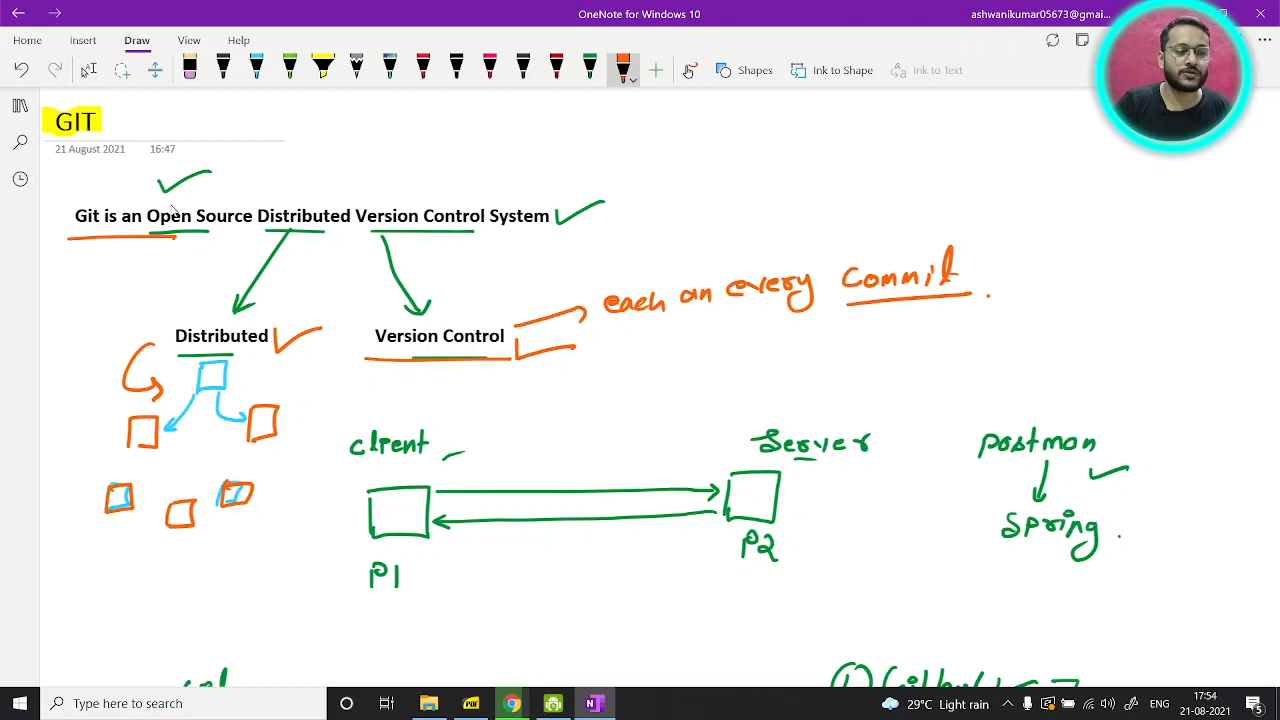 OneNote for Windows 10
ashwanikumar05673@gmai...
Home Insert Draw View Help
Shapes Ink to Shape Ink to Text
GIT
21 August 2021 16:47
Git is an Open Source Distributed Version Control System
each an every Commit.
Distributed Version Control
client Server Postman
Spring.
P1 P2
① Github
Type here to search
29°C Light rain ENG 17:54
21-08-2021
5